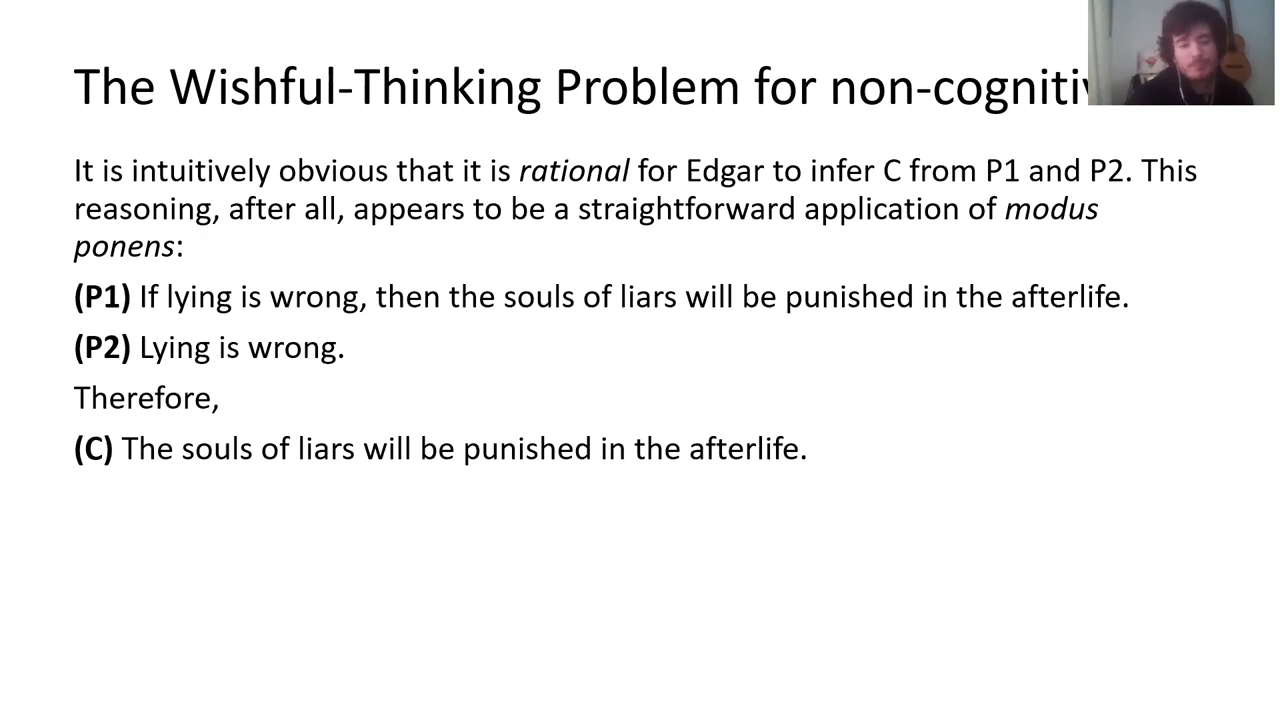 The Wishful-Thinking Problem for non-cogniti
It is intuitively obvious that it is rational for Edgar to infer C from P1 and P2. This
reasoning, after all, appears to be a straightforward application of modus
ponens:
(P1) If lying is wrong, then the souls of liars will be punished in the afterlife.
(P2) Lying is wrong.
Therefore,
(C) The souls of liars will be punished in the afterlife.